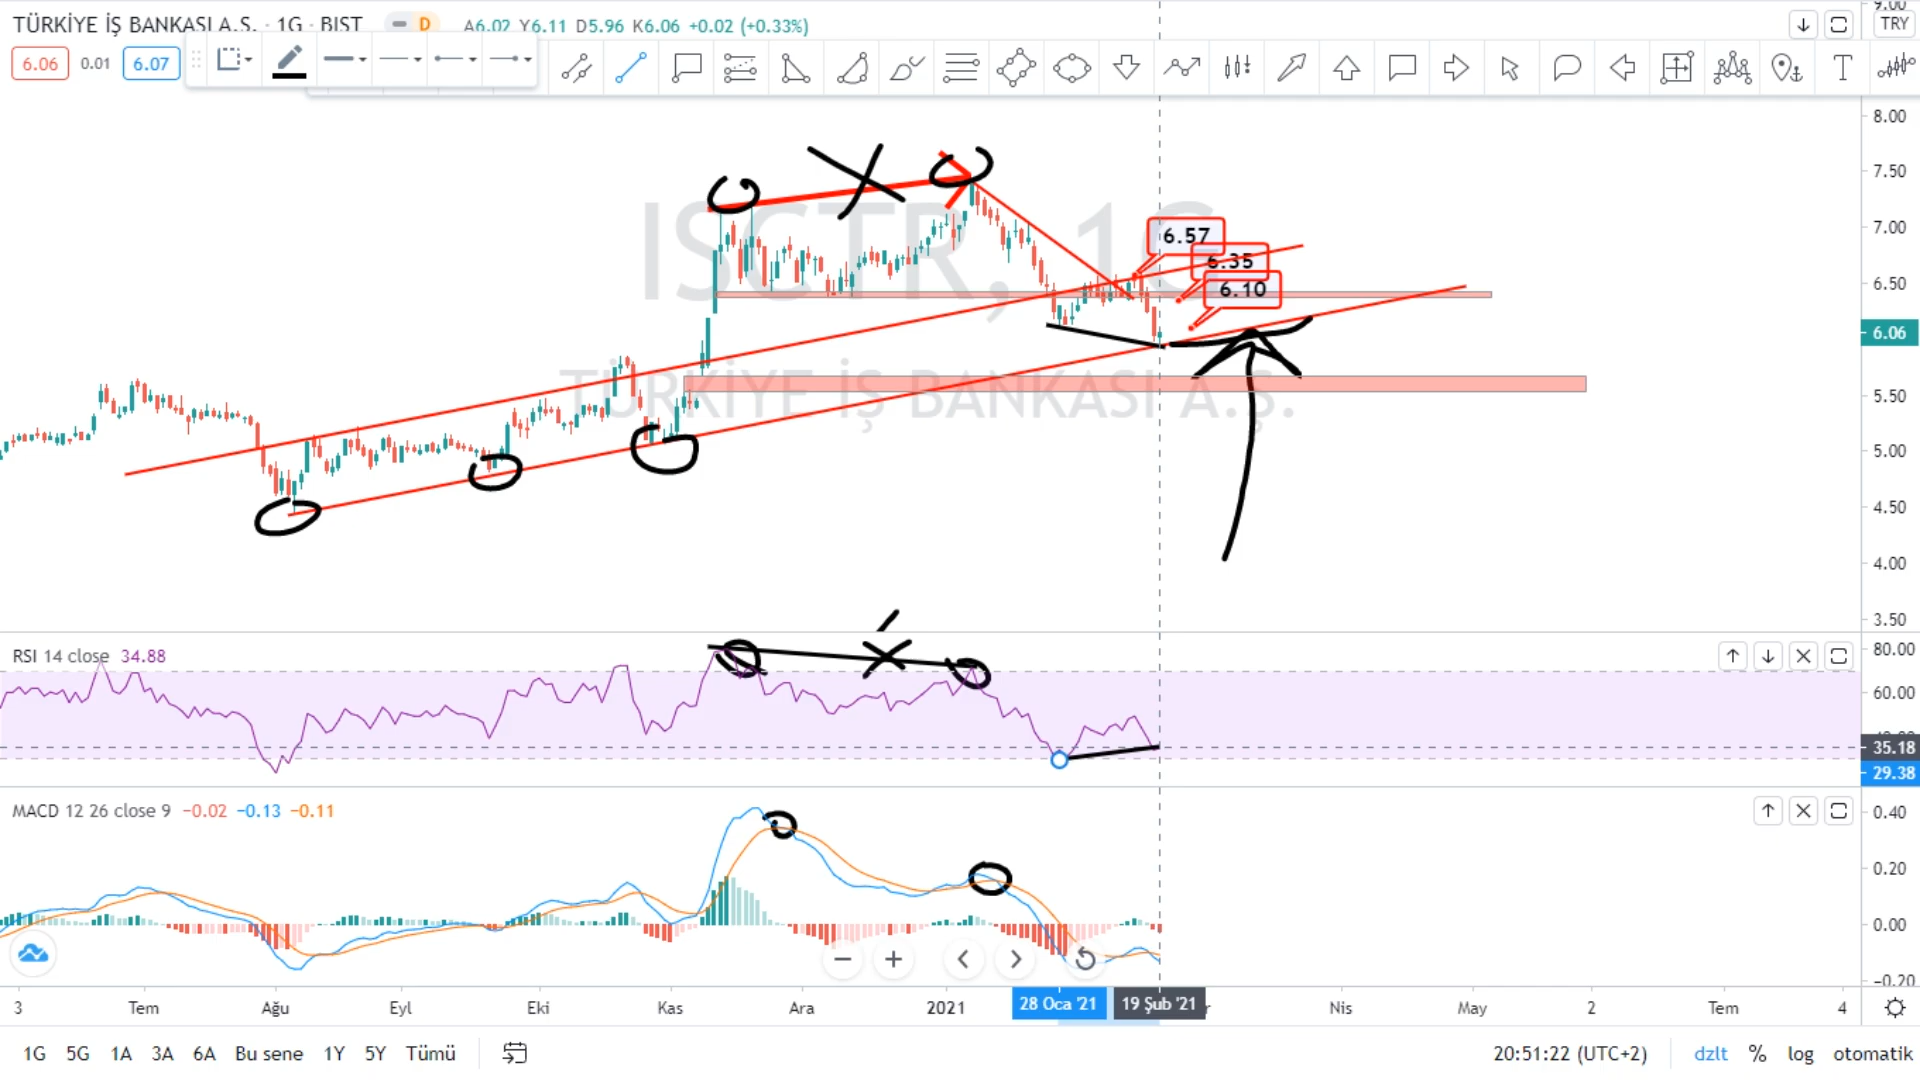 TÜRKİYE İŞ BANKASI A.Ş. · 1G · BIST D A6.02 Y6.11 D5.96 K6.06 +0.02 (+0.33%)
TRY
6.06 0.01 6.07
T
9.00
8.00
7.50
7.00
6.50
6.06
5.50
5.00
4.50
4.00
3.50
ISCTR, 1G
TÜRKİYE İŞ BANKASI A.Ş.
6.57
6.35
6.10
RSI 14 close 34.88
80.00
60.00
35.18
29.38
MACD 12 26 close 9 −0.02 −0.13 −0.11
0.40
0.20
0.00
−0.20
3 Tem Ağu Eyl Eki Kas Ara 2021 28 Oca '21 19 Şub '21 Nis May 2 Tem 4
1G 5G 1A 3A 6A Bu sene 1Y 5Y Tümü 20:51:22 (UTC+2) dzlt % log otomatik